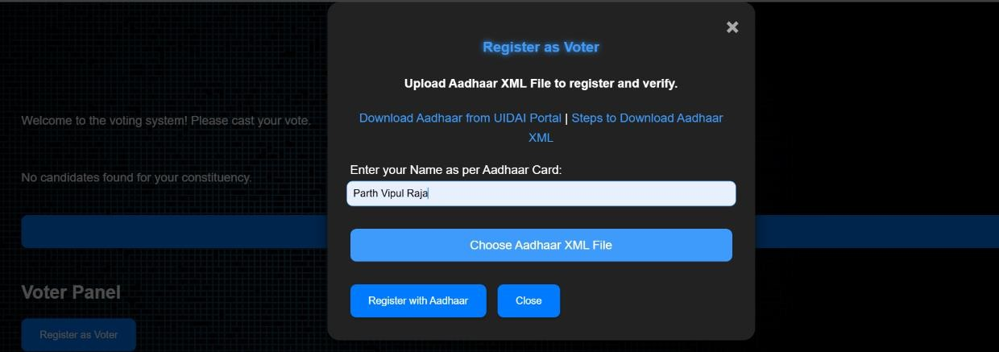 Register as Voter
Upload Aadhaar XML File to register and verify.
Download Aadhaar from UIDAI Portal | Steps to Download Aadhaar
XML
Enter your Name as per Aadhaar Card:
Parth Vipul Raja
Choose Aadhaar XML File
Register with Aadhaar
Close
Welcome to the voting system! Please cast your vote.
No candidates found for your constituency.
Voter Panel
Register as Voter